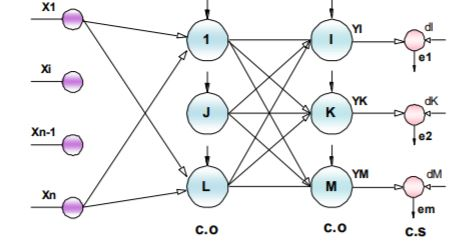 X1
Xi
Xn-1
Xn
1
J
L
c.o
I
K
M
c.o
YI
YK
YM
dI
e1
dK
e2
dM
em
c.s